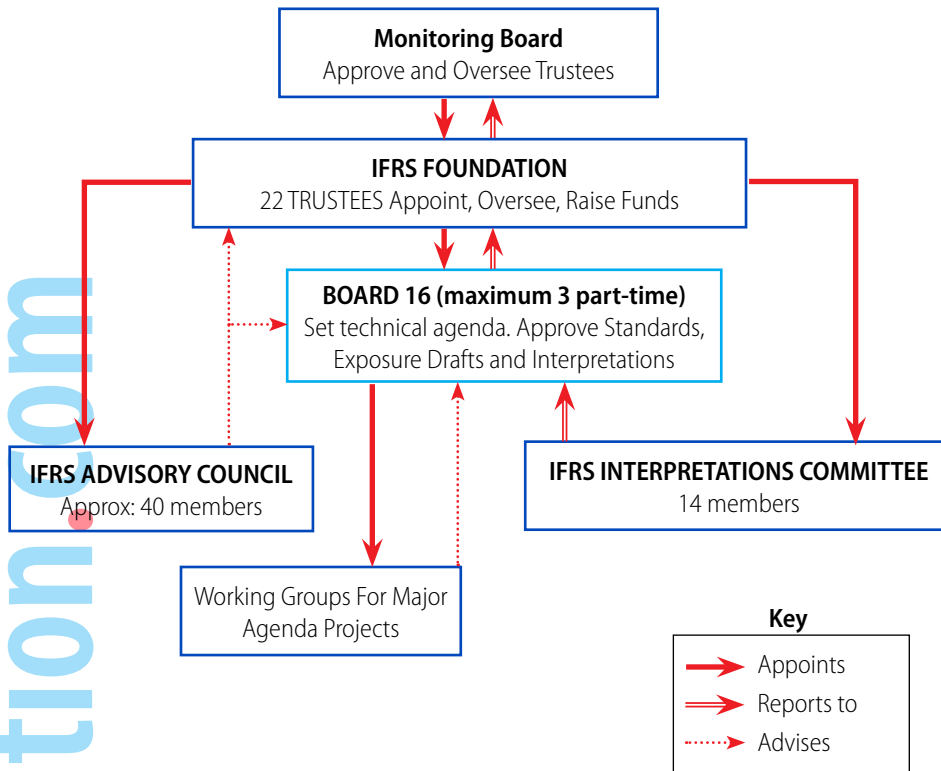 Monitoring Board
Approve and Oversee Trustees
IFRS FOUNDATION
22 TRUSTEES Appoint, Oversee, Raise Funds
BOARD 16 (maximum 3 part-time)
Set technical agenda. Approve Standards,
Exposure Drafts and Interpretations
IFRS ADVISORY COUNCIL
Approx: 40 members
IFRS INTERPRETATIONS COMMITTEE
14 members
Working Groups For Major
Agenda Projects
Key
Appoints
Reports to
Advises
tion.com